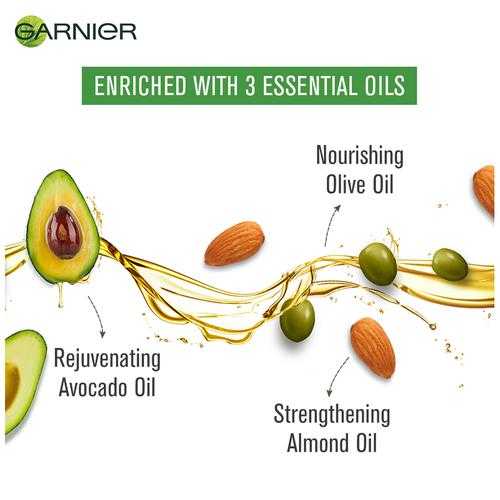 GARNIER
ENRICHED WITH 3 ESSENTIAL OILS
Nourishing
Olive Oil
Rejuvenating
Avocado Oil
Strengthening
Almond Oil